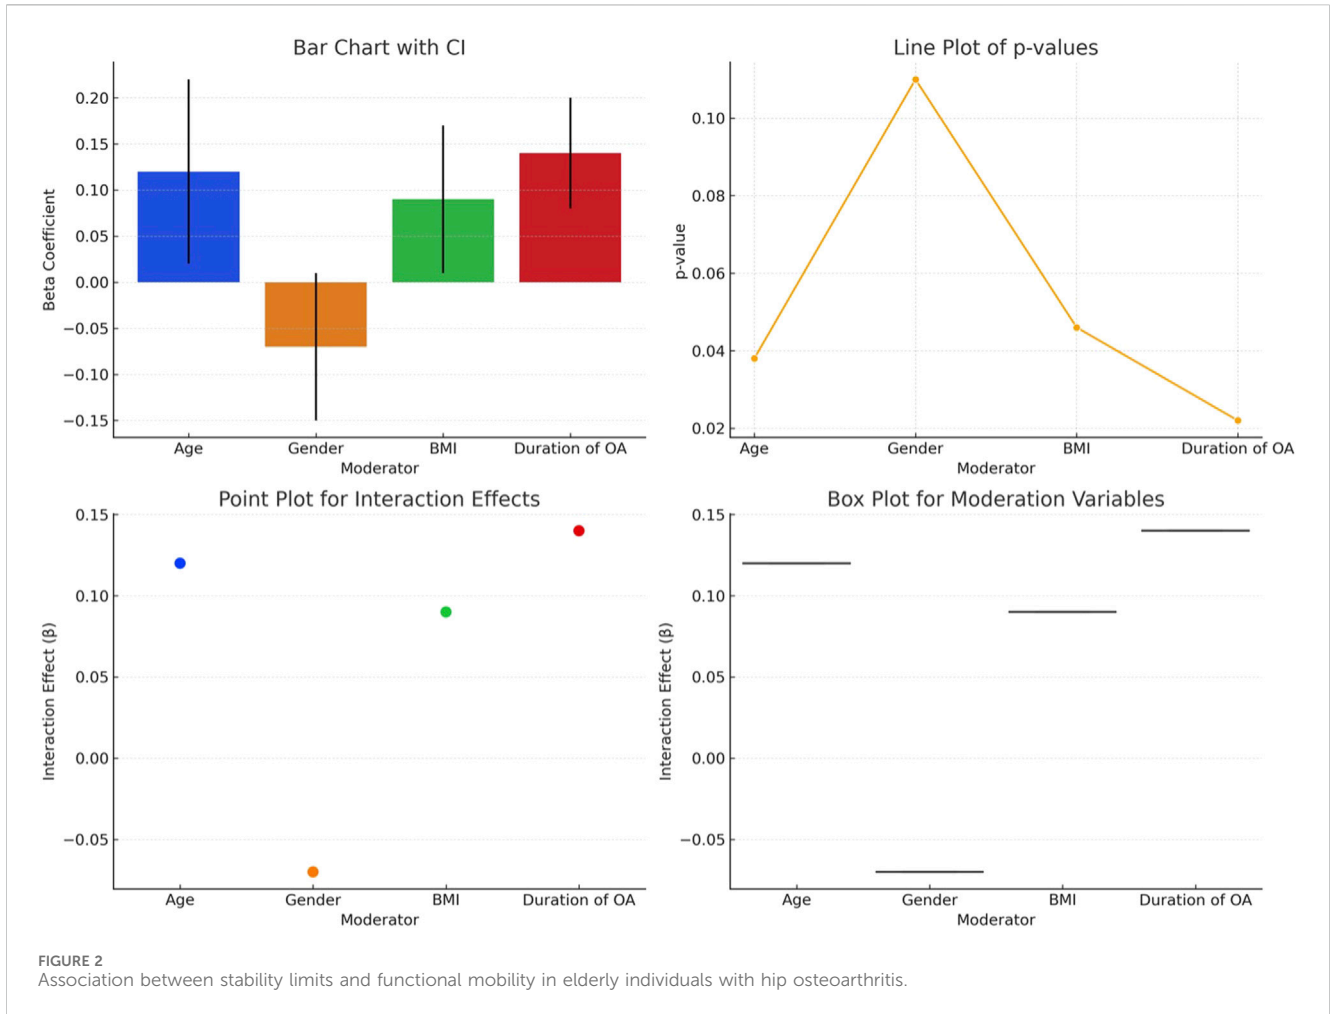 Bar Chart with CI
Beta Coefficient
0.20
0.15
0.10
0.05
0.00
−0.05
−0.10
−0.15
Age Gender BMI Duration of OA
Moderator
Line Plot of p-values
p-value
0.10
0.08
0.06
0.04
0.02
Age Gender BMI Duration of OA
Moderator
Point Plot for Interaction Effects
Interaction Effect (β)
0.15
0.10
0.05
0.00
−0.05
Age Gender BMI Duration of OA
Moderator
Box Plot for Moderation Variables
Interaction Effect (β)
0.15
0.10
0.05
0.00
−0.05
Age Gender BMI Duration of OA
Moderator
FIGURE 2
Association between stability limits and functional mobility in elderly individuals with hip osteoarthritis.